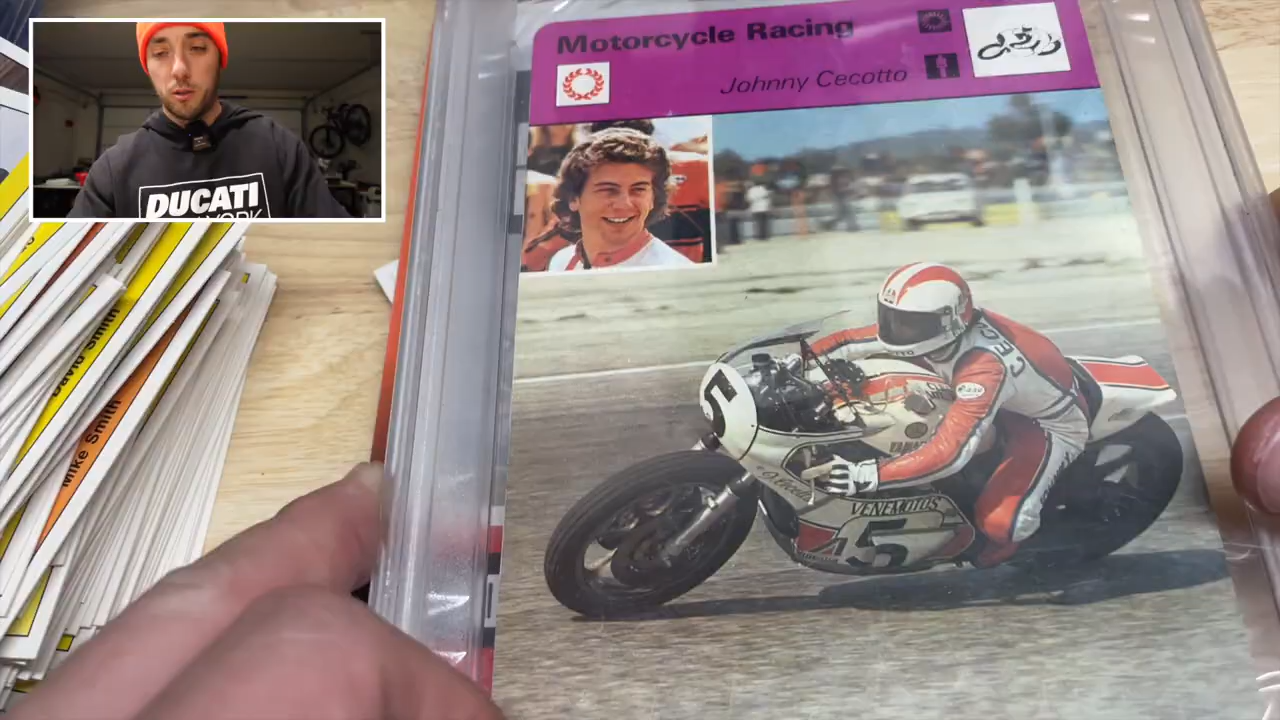 Motorcycle Racing
Johnny Cecotto
DUCATI
5
VENEMOTOS
5
David Smith
Mike Smith